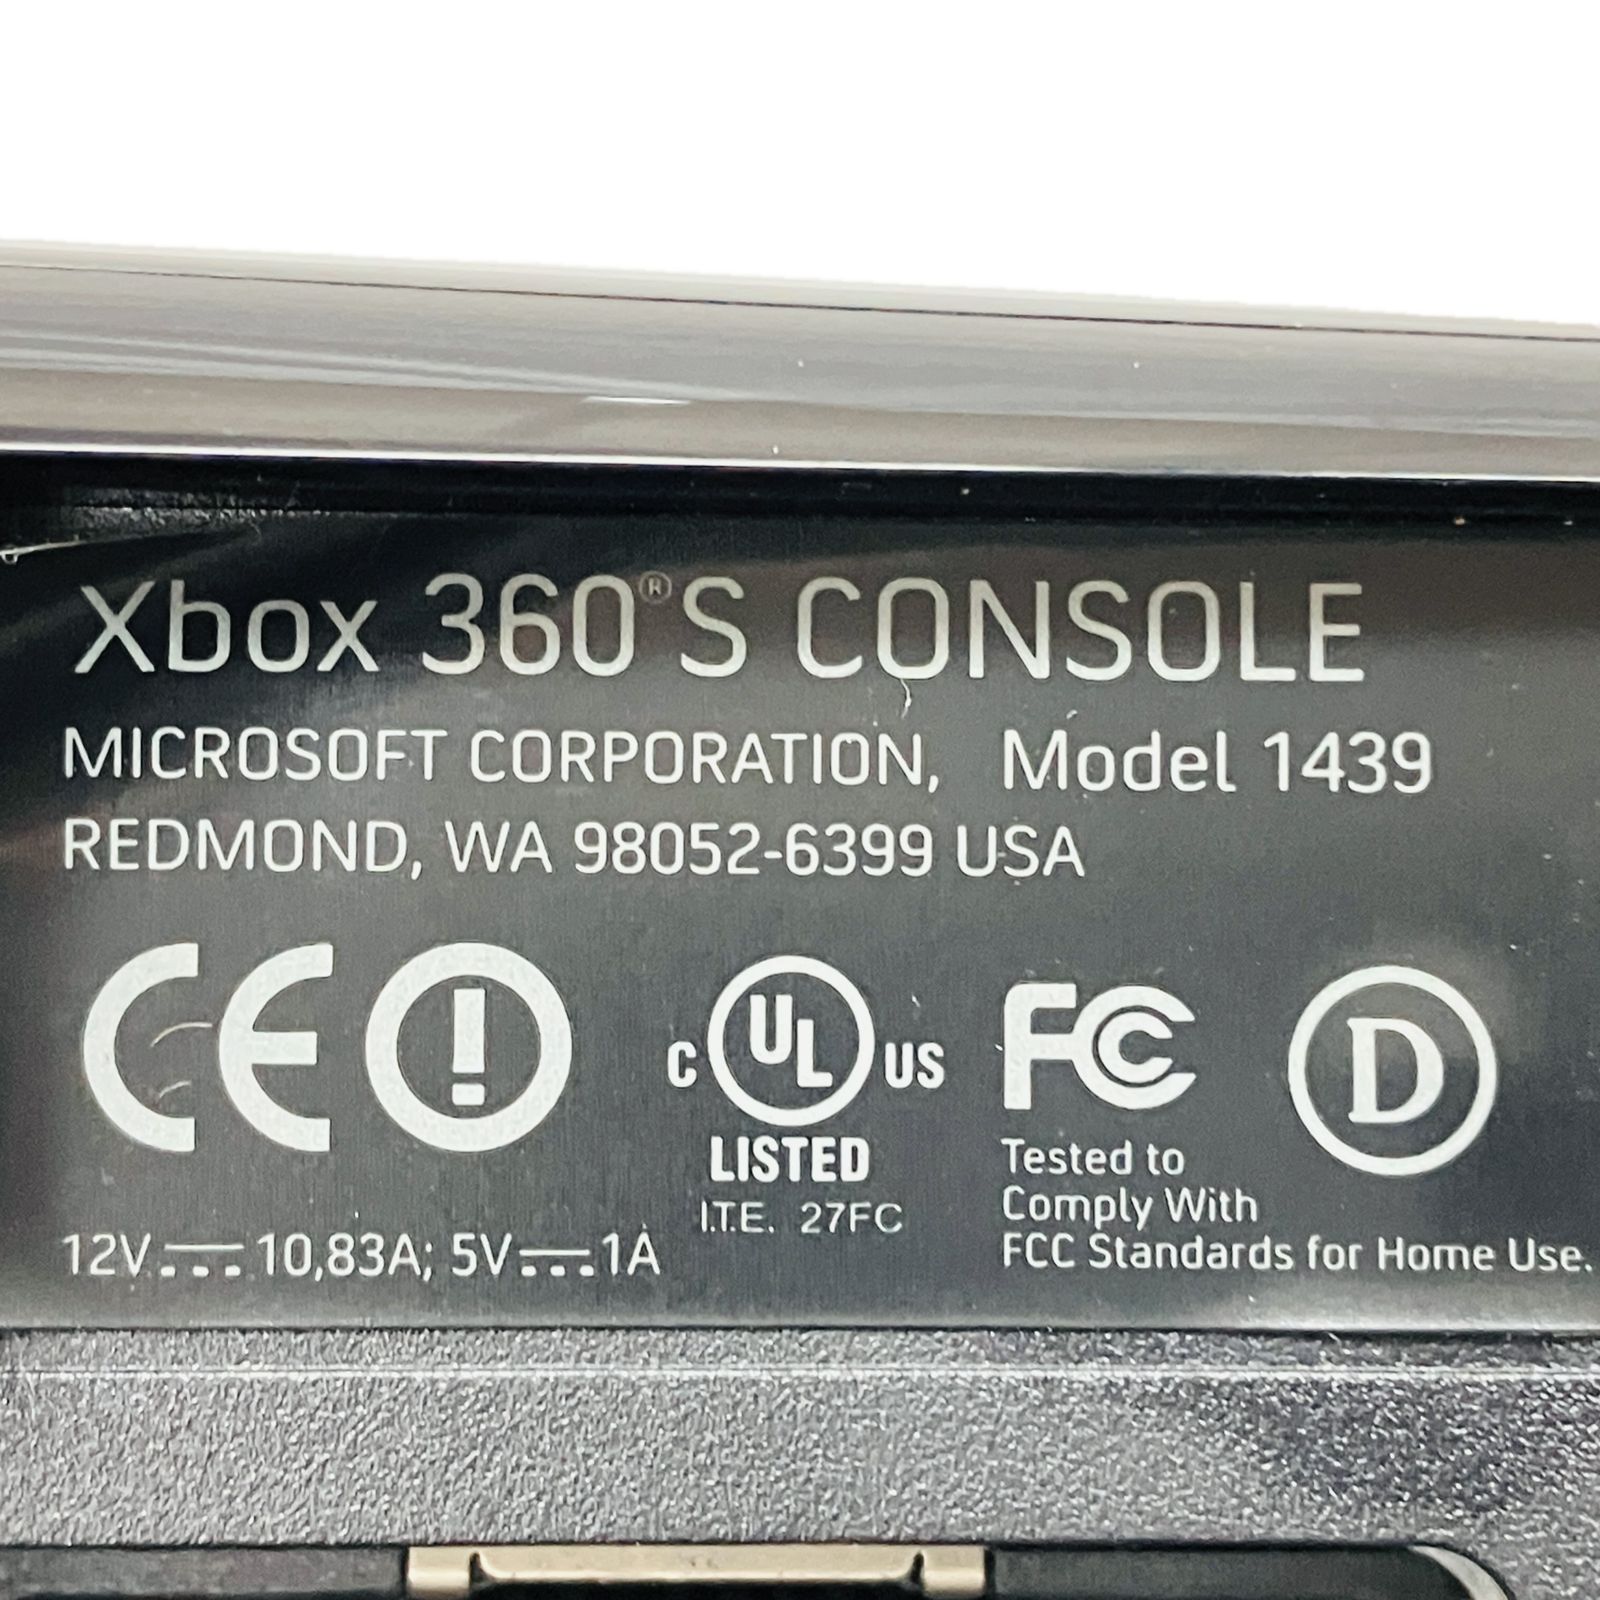 Xbox 360® S CONSOLE
MICROSOFT CORPORATION, Model 1439
REDMOND, WA 98052-6399 USA
CE ! C UL US FC D
LISTED
I.T.E. 27FC
Tested to
Comply With
FCC Standards for Home Use.
12V⎓10,83A; 5V⎓1A